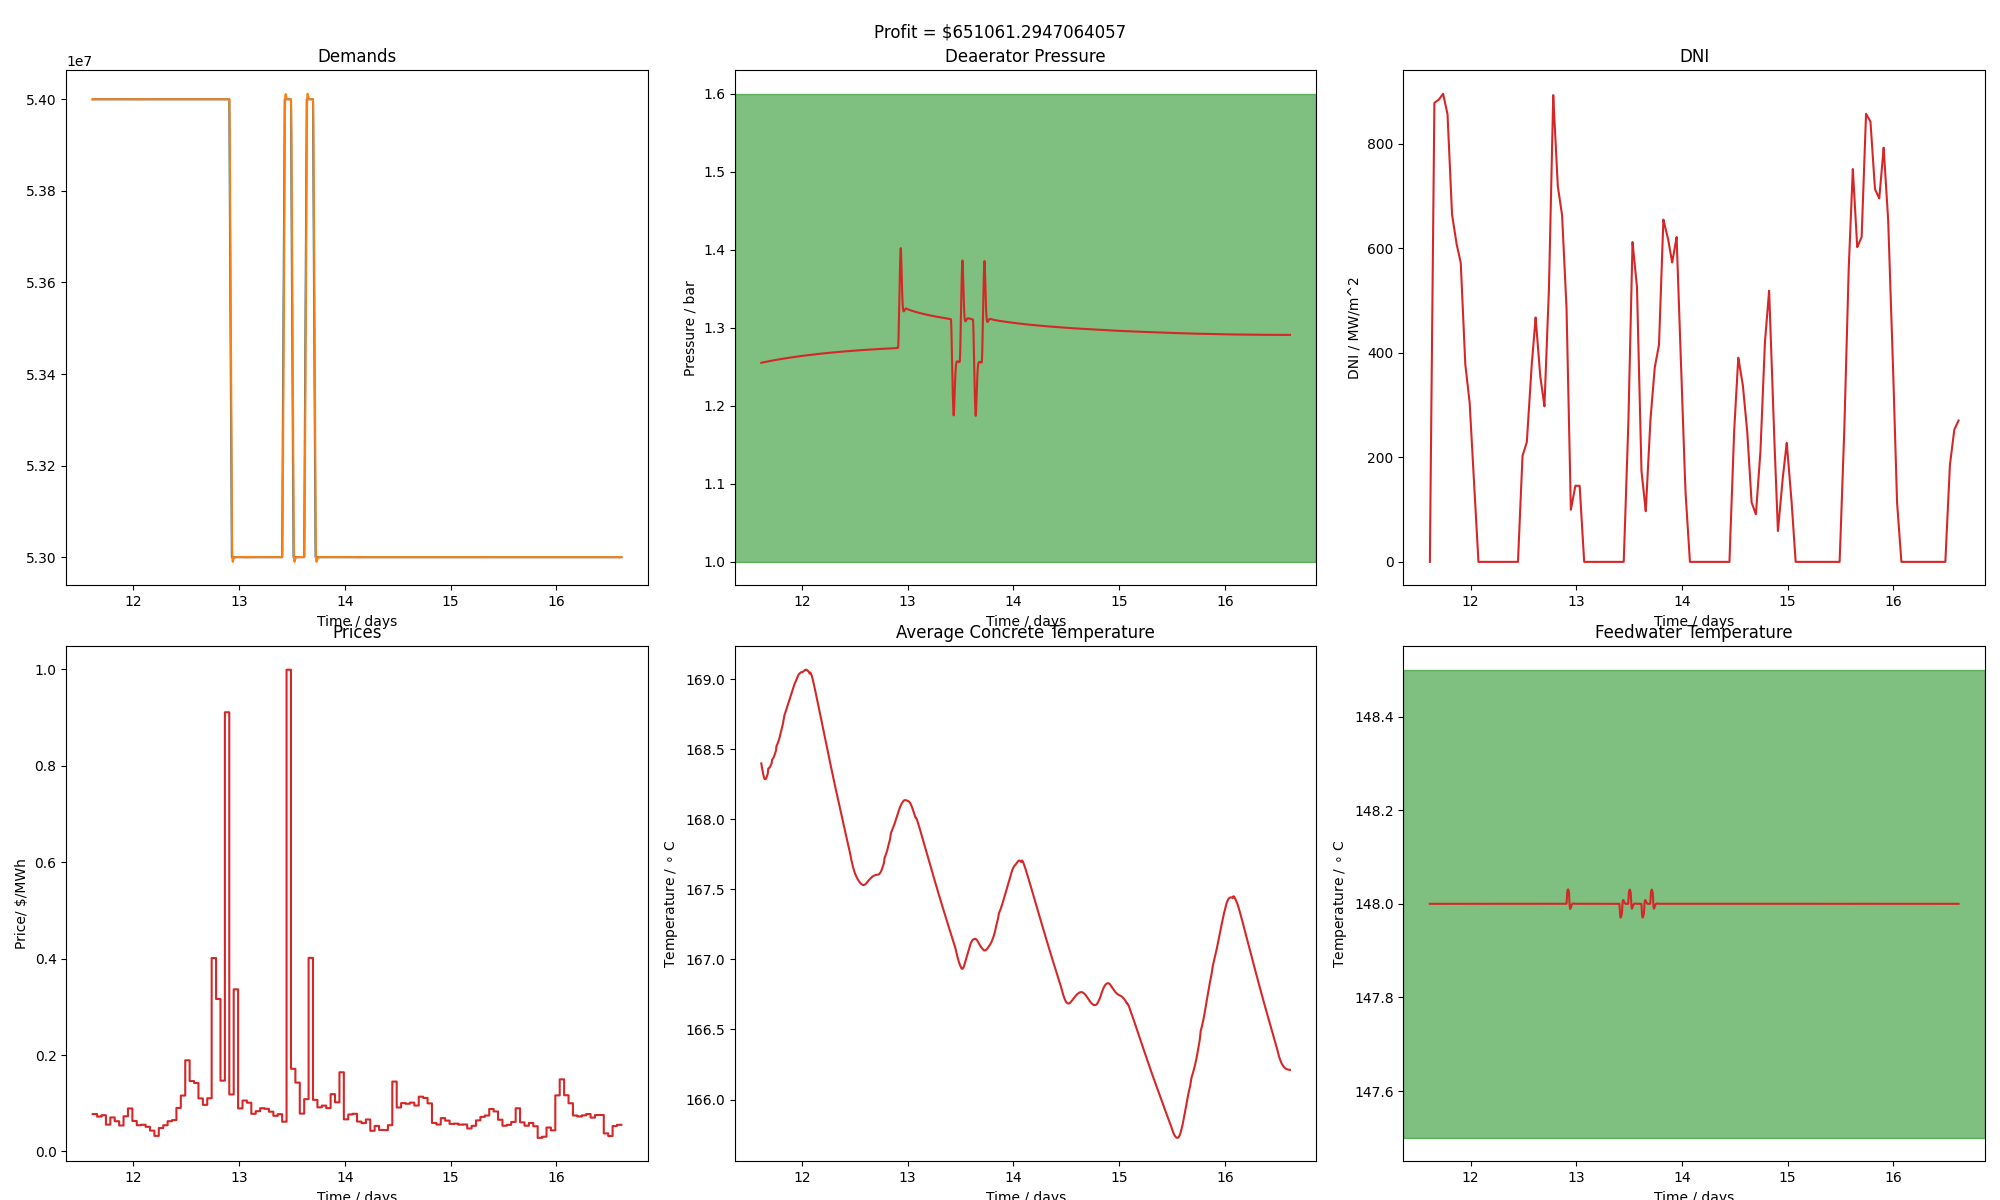 Profit = $651061.2947064057
Demands
1e7
5.40
5.38
5.36
5.34
5.32
5.30
12 13 14 15 16
Time / days
Deaerator Pressure
Pressure / bar
1.6
1.5
1.4
1.3
1.2
1.1
1.0
12 13 14 15 16
Time / days
DNI
DNI / MW/m^2
800
600
400
200
0
12 13 14 15 16
Time / days
Prices
Price/ $/MWh
1.0
0.8
0.6
0.4
0.2
0.0
12 13 14 15 16
Time / days
Average Concrete Temperature
Temperature / ∘ C
169.0
168.5
168.0
167.5
167.0
166.5
166.0
12 13 14 15 16
Time / days
Feedwater Temperature
Temperature / ∘ C
148.4
148.2
148.0
147.8
147.6
12 13 14 15 16
Time / days